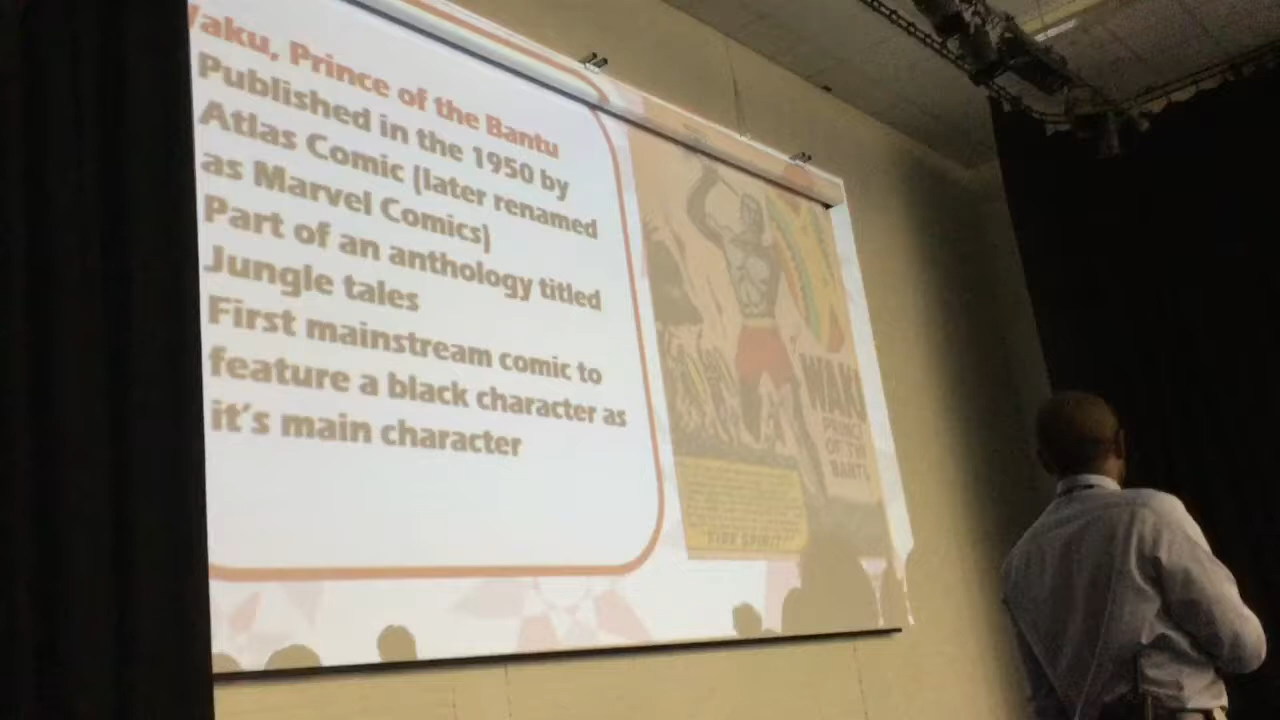 Waku, Prince of the Bantu
Published in the 1950 by
Atlas Comic (later renamed
as Marvel Comics)
Part of an anthology titled
Jungle tales
First mainstream comic to
feature a black character as
it's main character
WAKU
PRINCE
OF THE
BANTU